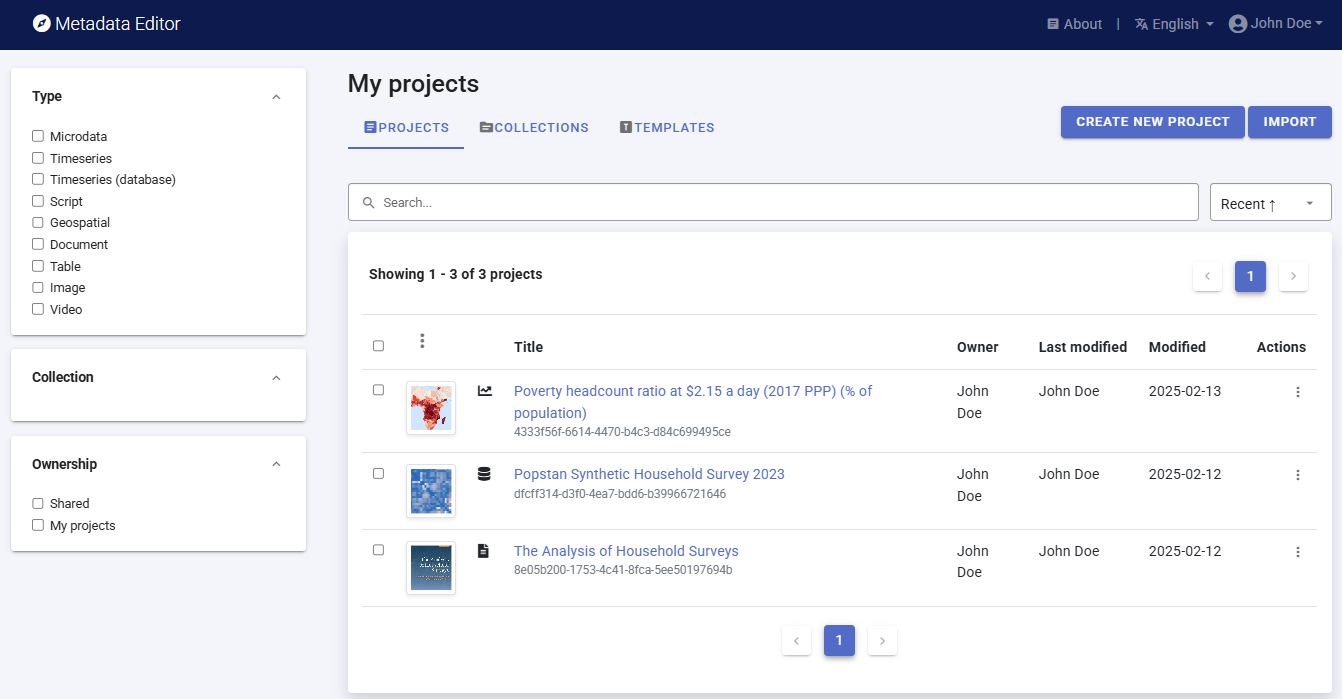 Metadata Editor
About | English John Doe
Type
Microdata
Timeseries
Timeseries (database)
Script
Geospatial
Document
Table
Image
Video
Collection
Ownership
Shared
My projects
My projects
PROJECTS COLLECTIONS TEMPLATES
CREATE NEW PROJECT IMPORT
Search...
Recent ↑
Showing 1 - 3 of 3 projects
1
Title Owner Last modified Modified Actions
Poverty headcount ratio at $2.15 a day (2017 PPP) (% of John John Doe 2025-02-13
population) Doe
4333f56f-6614-4470-b4c3-d84c699495ce
Popstan Synthetic Household Survey 2023 John John Doe 2025-02-12
dfcff314-d3f0-4ea7-bdd6-b39966721646 Doe
The Analysis of Household Surveys John John Doe 2025-02-12
8e05b200-1753-4c41-8fca-5ee50197694b Doe
1